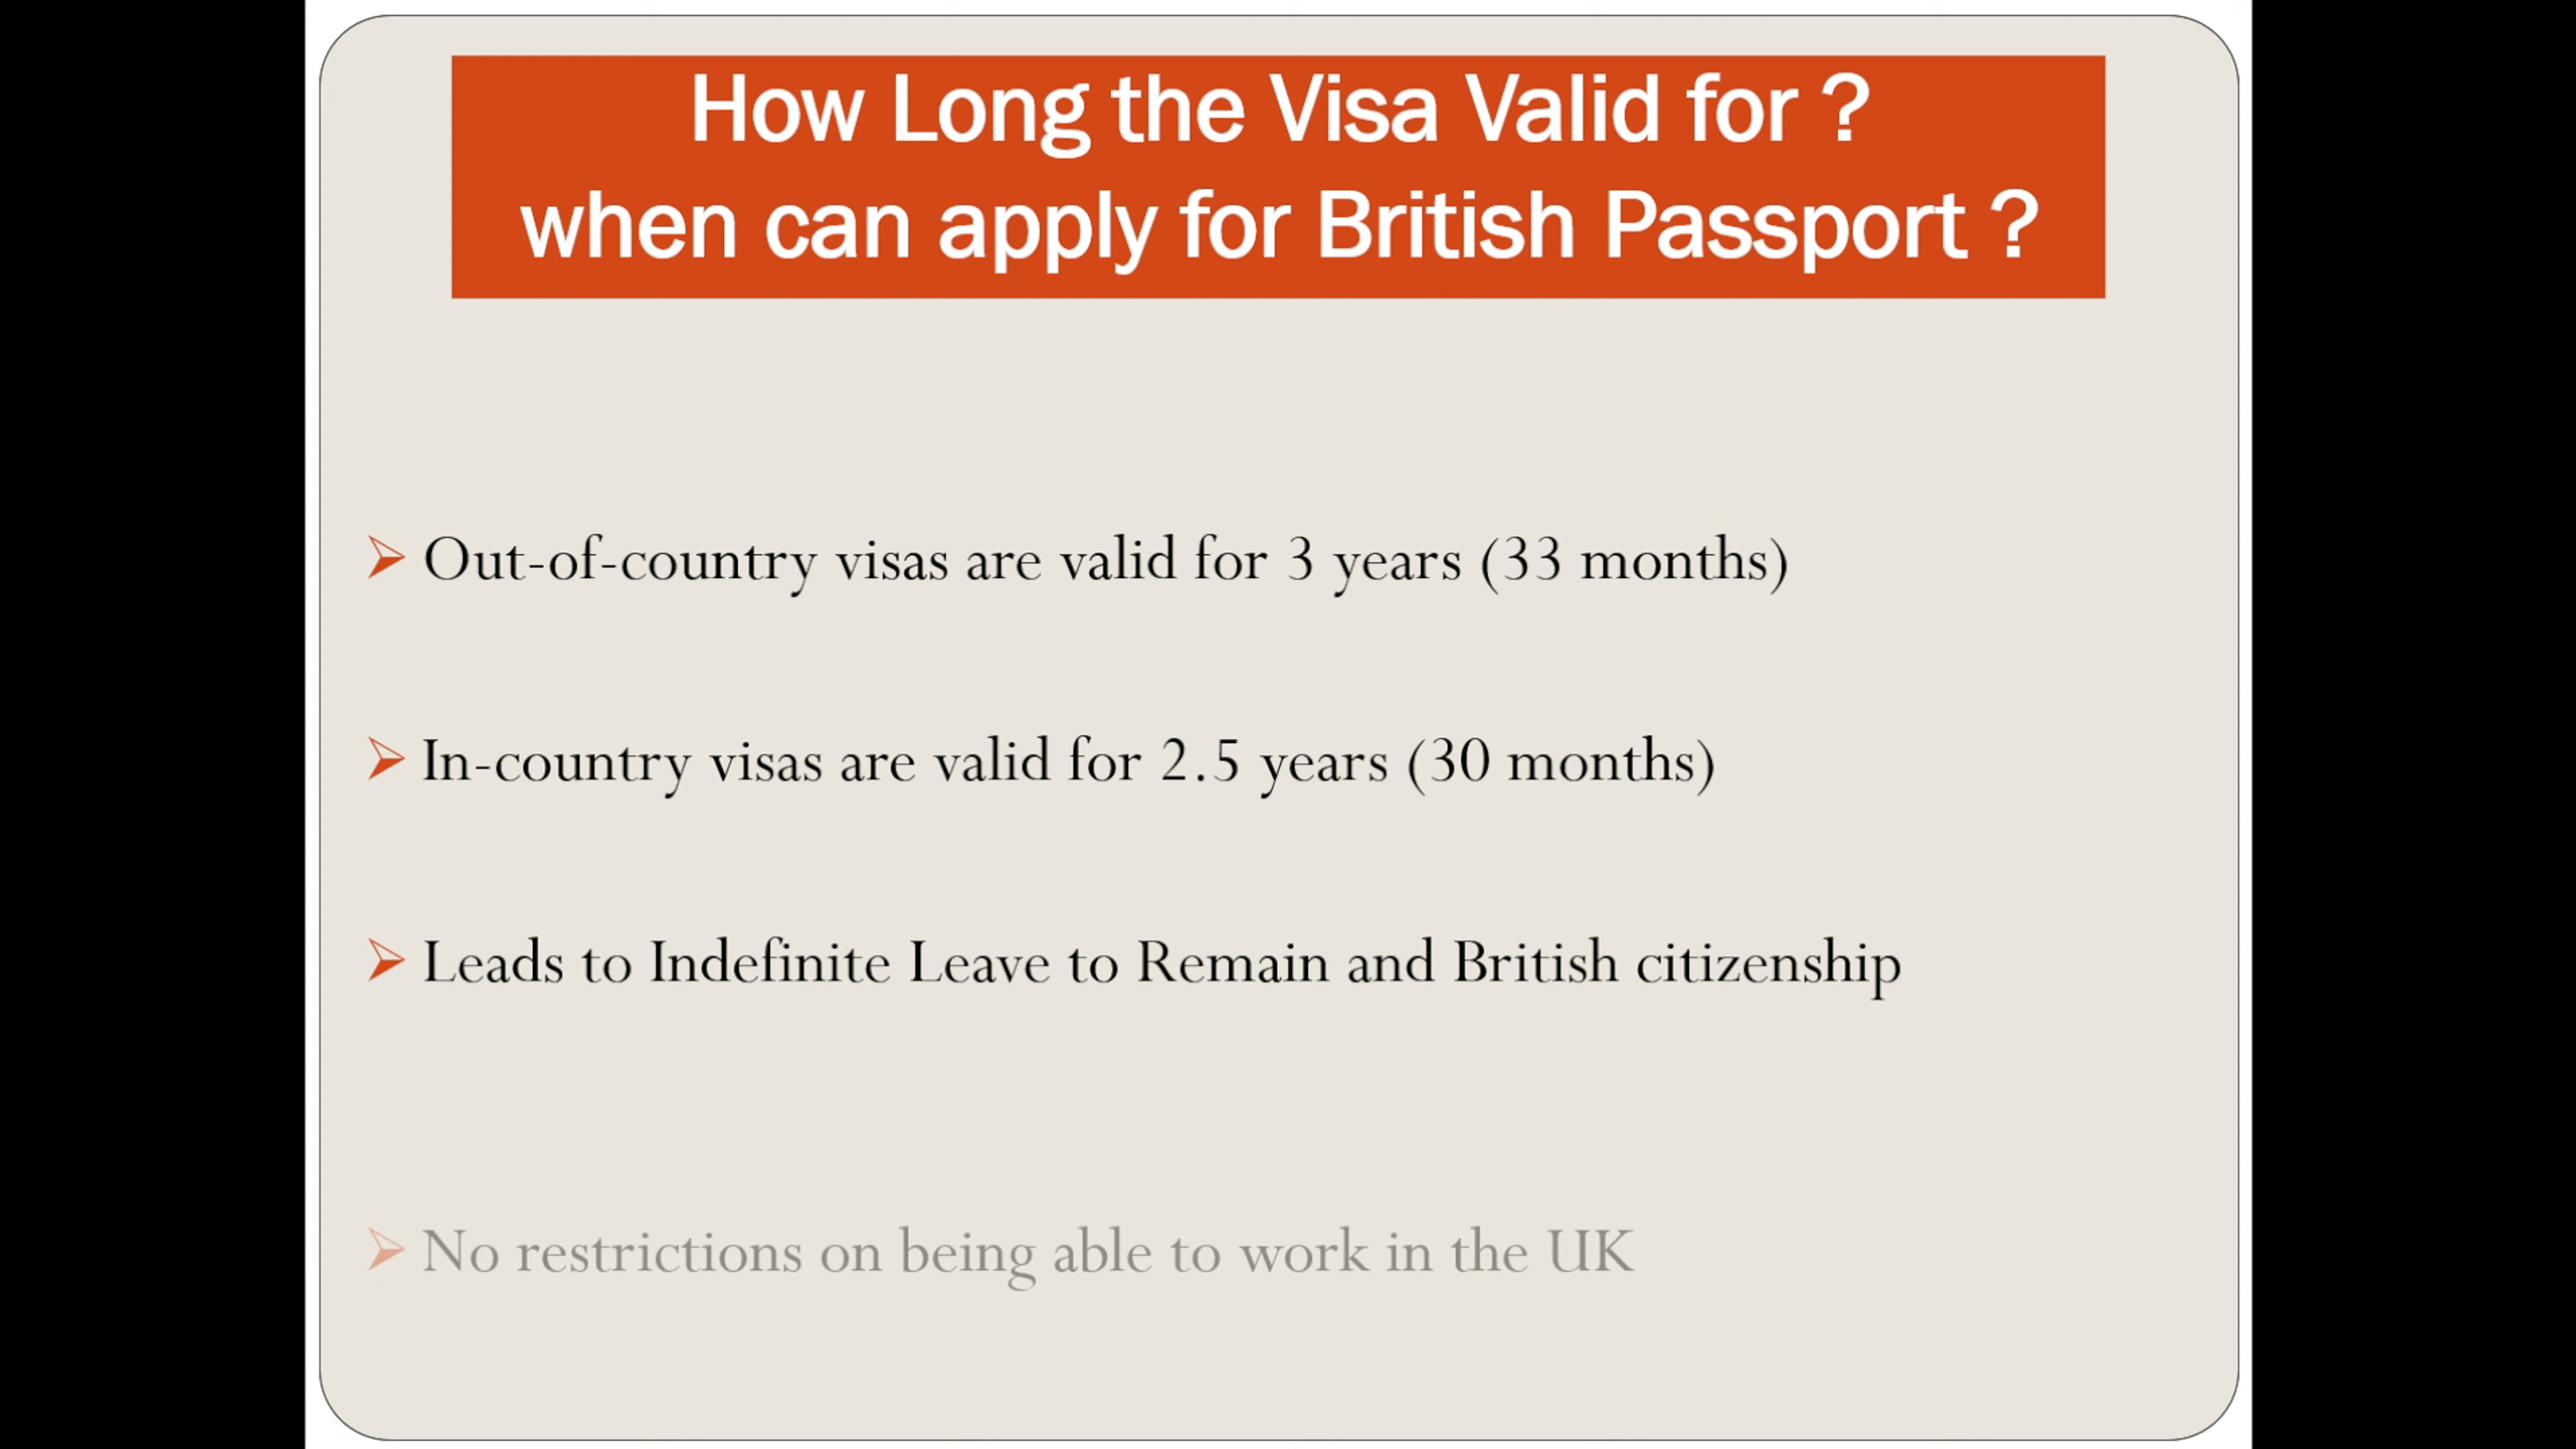 How Long the Visa Valid for ?
when can apply for British Passport ?
Out-of-country visas are valid for 3 years (33 months)
In-country visas are valid for 2.5 years (30 months)
Leads to Indefinite Leave to Remain and British citizenship
No restrictions on being able to work in the UK